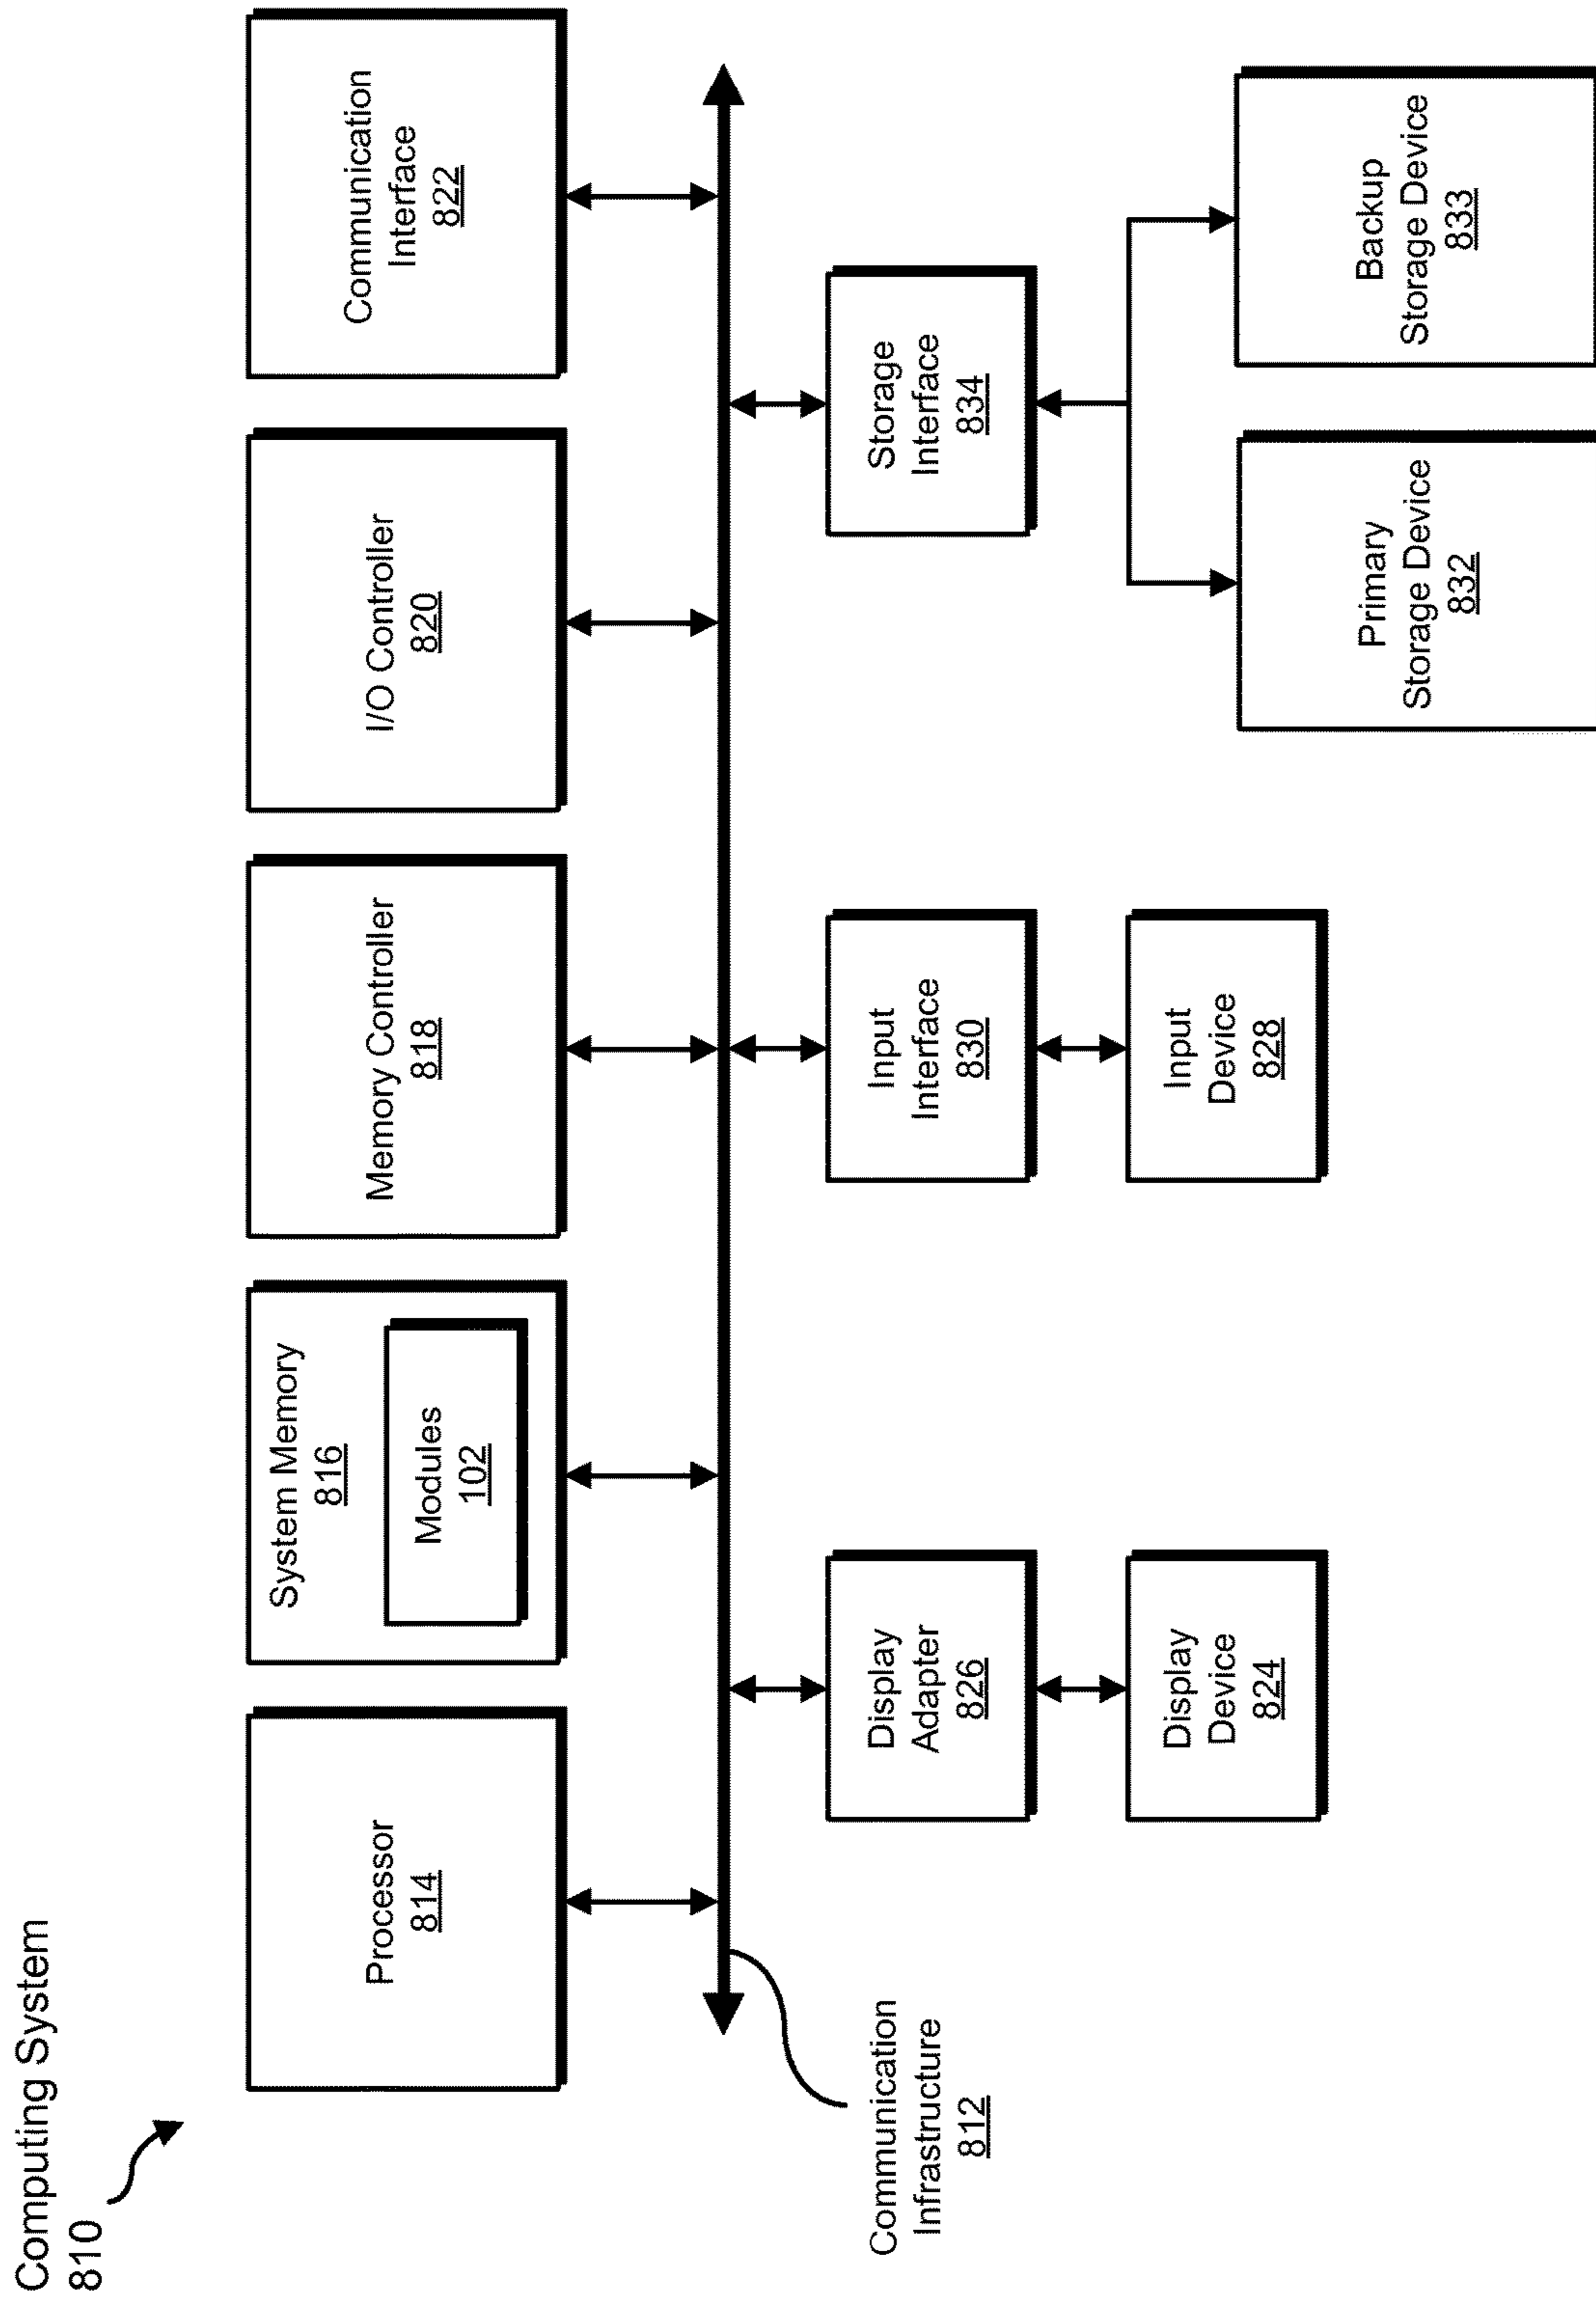 Computing System
810
Processor
814
System Memory
816
Modules
102
Memory Controller
818
I/O Controller
820
Communication
Interface
822
Communication
Infrastructure
812
Display
Adapter
826
Input
Interface
830
Storage
Interface
834
Display
Device
824
Input
Device
828
Primary
Storage Device
832
Backup
Storage Device
833